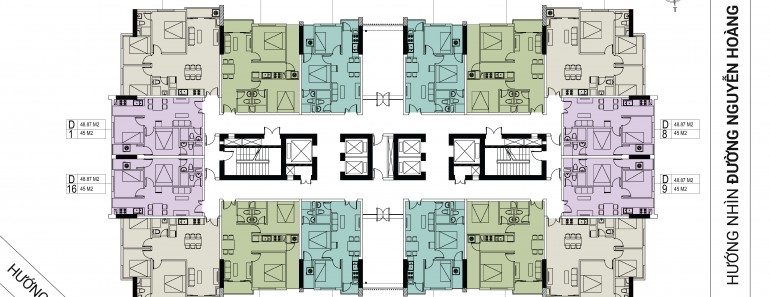 D 46.87 M2
1 45 M2
D 46.87 M2
16 45 M2
D 46.87 M2
8 45 M2
D 46.87 M2
9 45 M2
HƯỚNG NHÌN ĐƯỜNG NGUYỄN HOÀNG
HƯỚNG
T